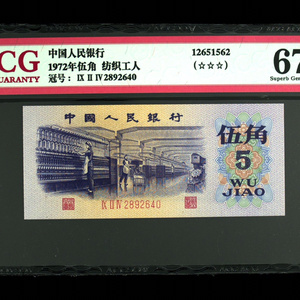 CG
GUARANTY
中国人民银行
1972年伍角 纺织工人
冠号： IX II IV 2892640
12651562
(☆☆☆)
67
Superb Ge
中国人民银行
伍角
5
WU
JIAO
IX II IV 2892640